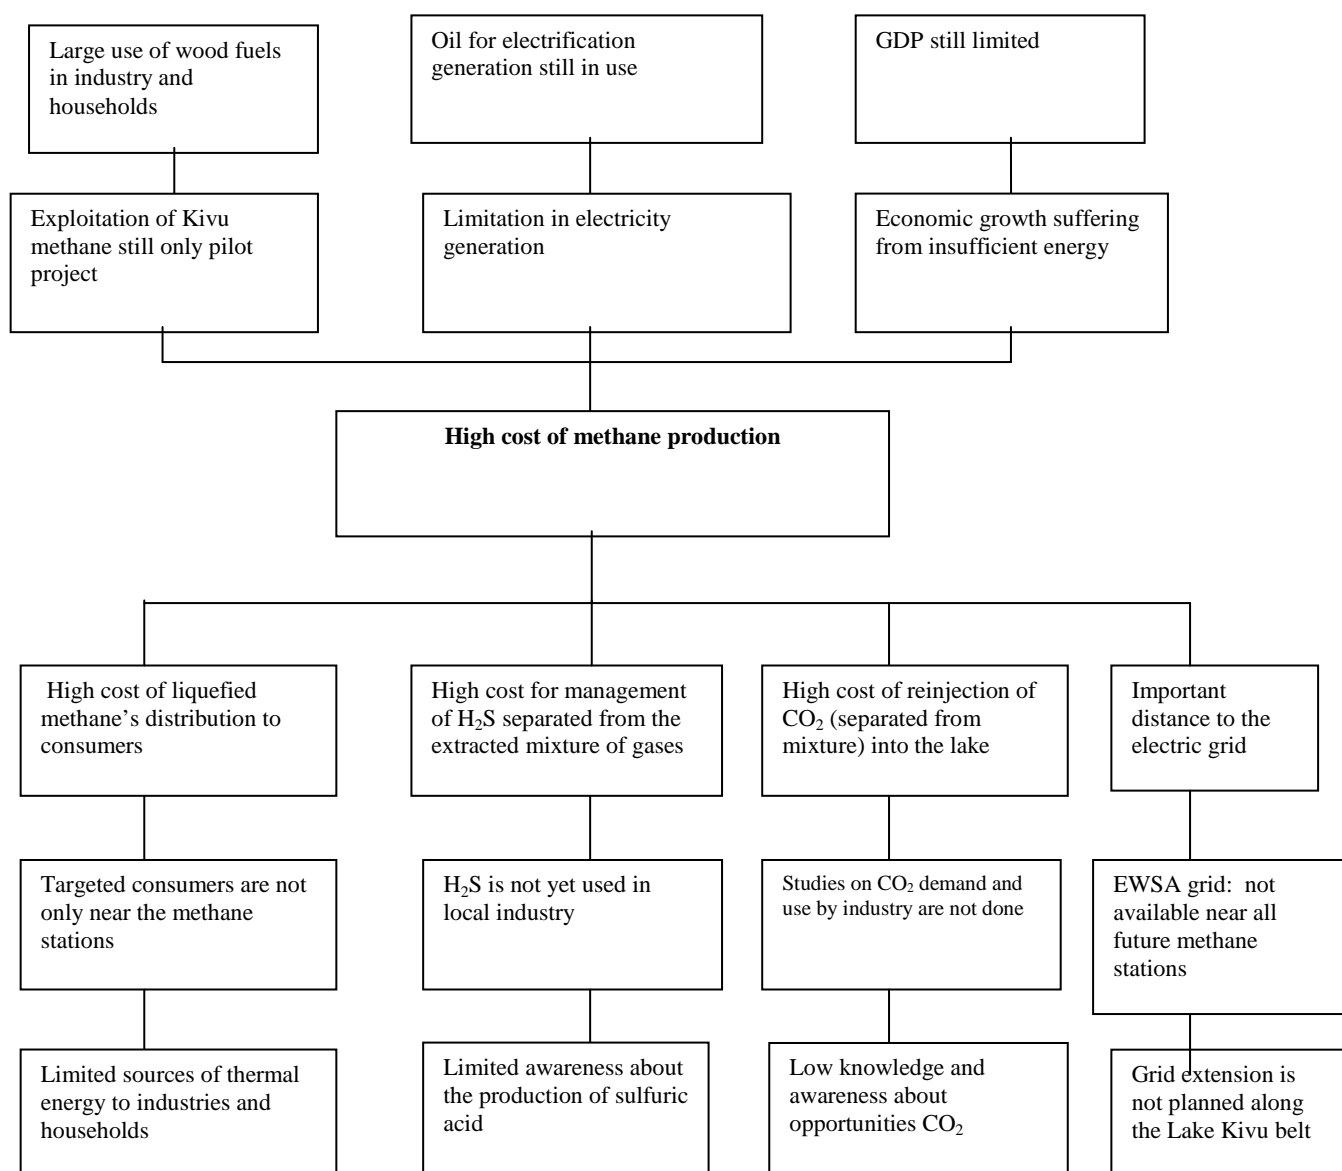 Large use of wood fuels
in industry and
households
Oil for electrification
generation still in use
GDP still limited
Exploitation of Kivu
methane still only pilot
project
Limitation in electricity
generation
Economic growth suffering
from insufficient energy
High cost of methane production
High cost of liquefied
methane’s distribution to
consumers
High cost for management
of H₂S separated from the
extracted mixture of gases
High cost of reinjection of
CO₂ (separated from
mixture) into the lake
Important
distance to the
electric grid
Targeted consumers are not
only near the methane
stations
H₂S is not yet used in
local industry
Studies on CO₂ demand and
use by industry are not done
EWSA grid:  not
available near all
future methane
stations
Limited sources of thermal
energy to industries and
households
Limited awareness about
the production of sulfuric
acid
Low knowledge and
awareness about
opportunities CO₂
Grid extension is
not planned along
the Lake Kivu belt